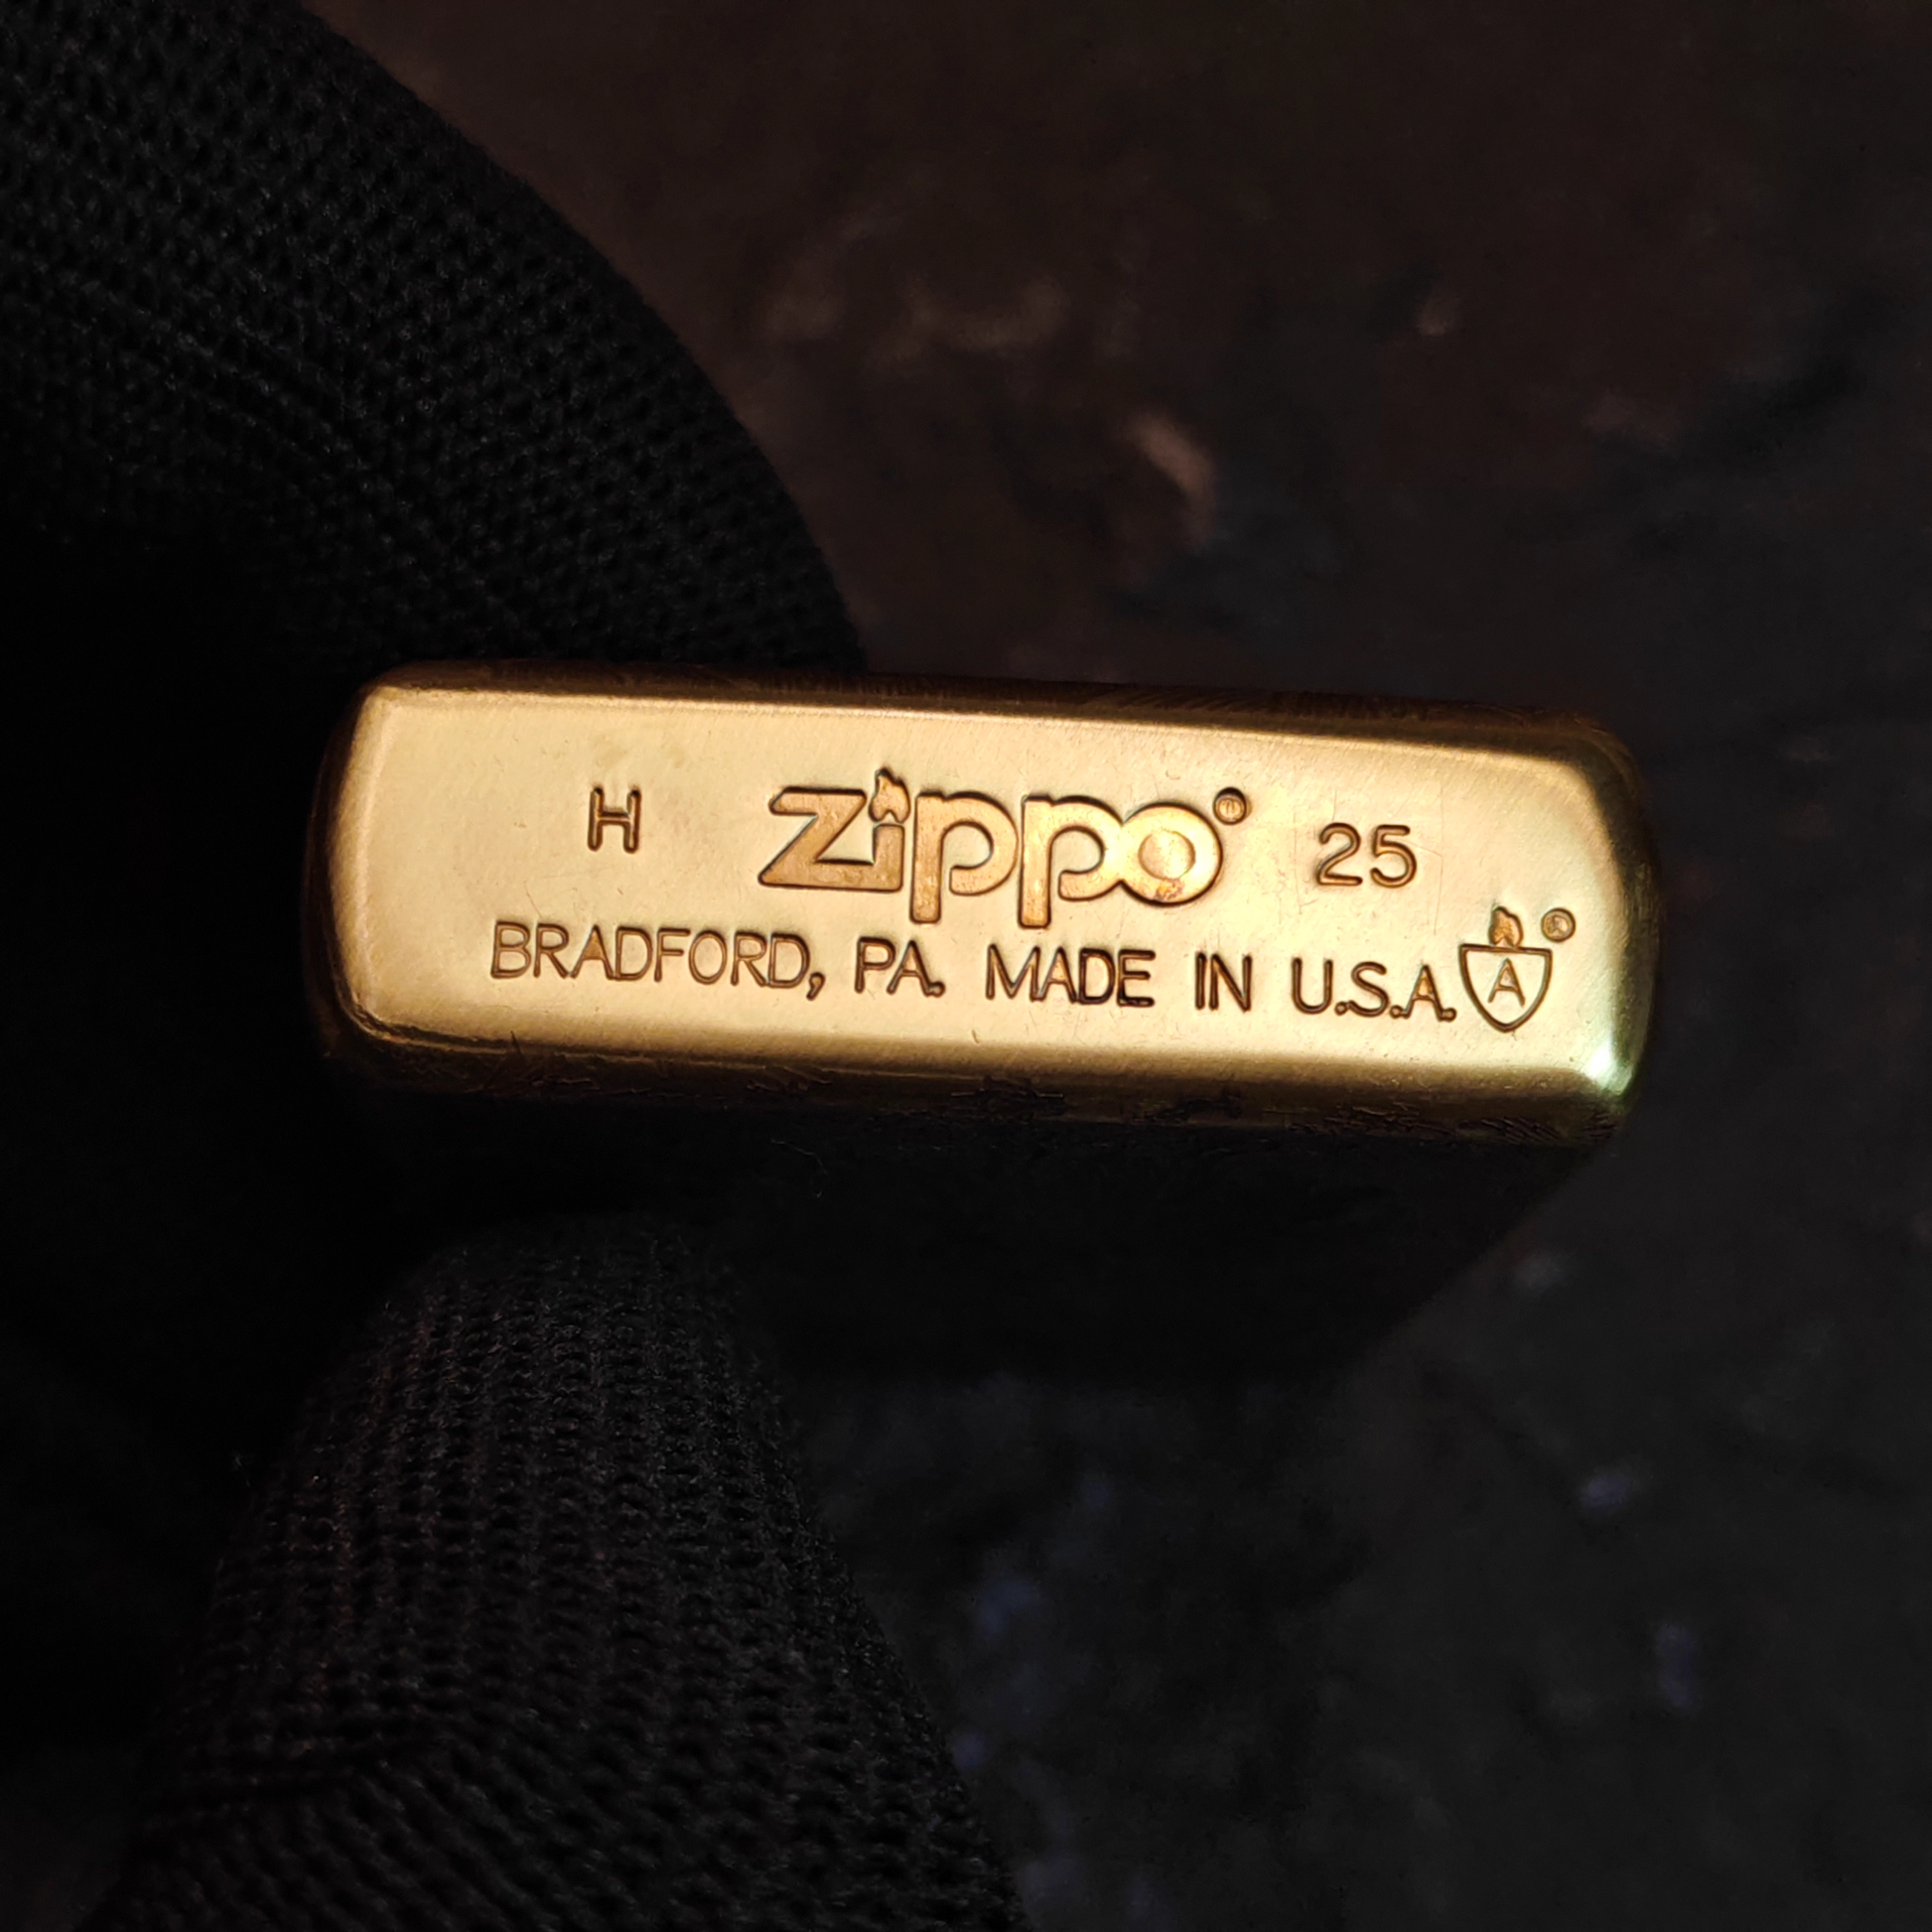 H Zippo® 25
BRADFORD, PA. MADE IN U.S.A. A®